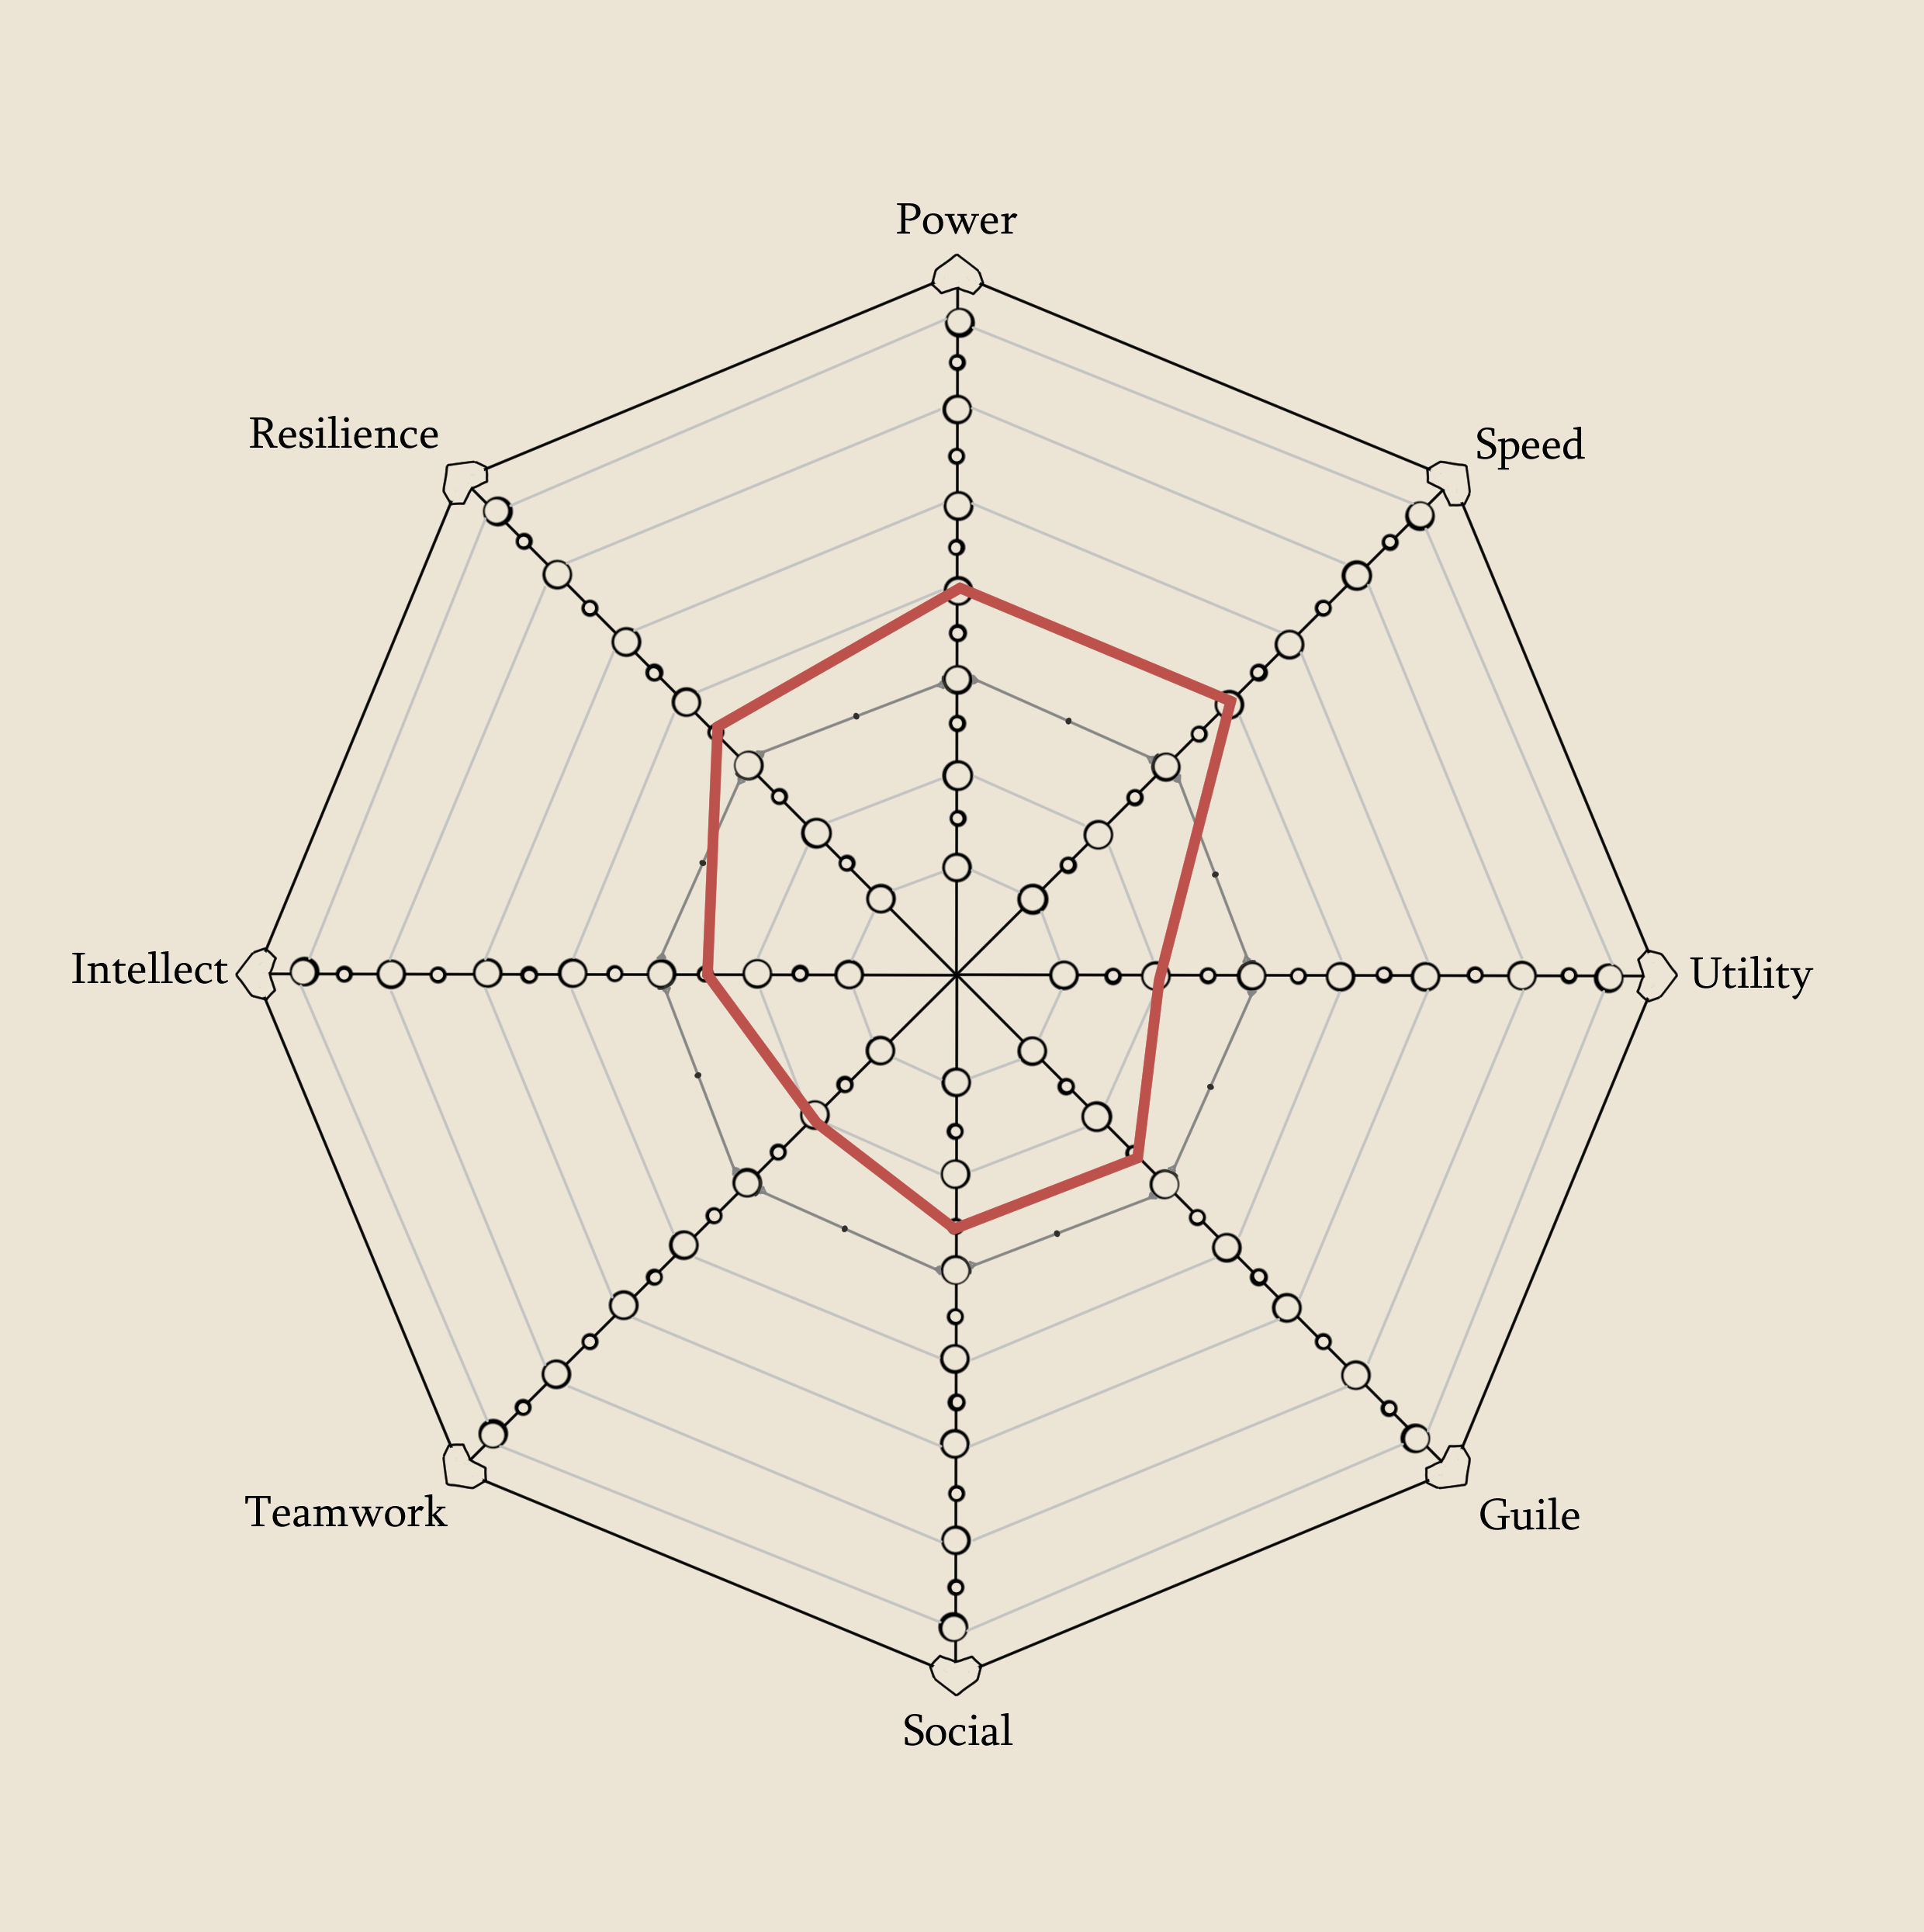 Power
Speed
Resilience
Intellect
Utility
Teamwork
Guile
Social